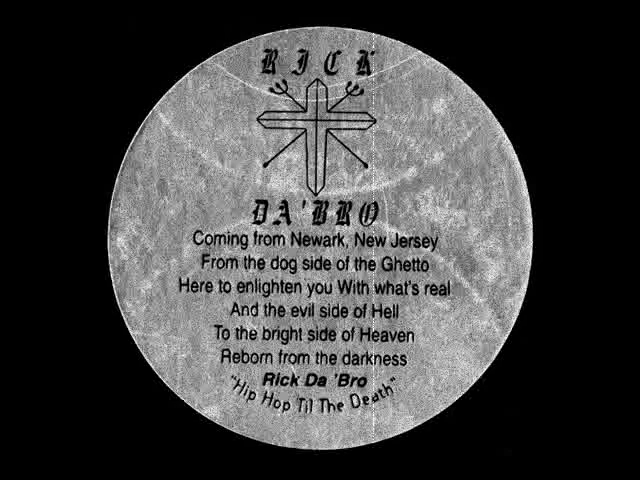 RICK
DA'BRO
Coming from Newark, New Jersey
From the dog side of the Ghetto
Here to enlighten you With what's real
And the evil side of Hell
To the bright side of Heaven
Reborn from the darkness
Rick Da 'Bro
"Hip Hop Til The Death"